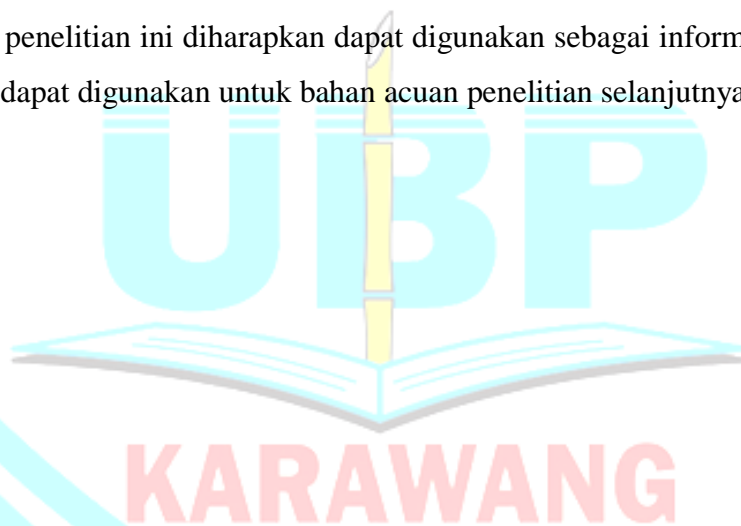 penelitian ini diharapkan dapat digunakan sebagai inform
dapat digunakan untuk bahan acuan penelitian selanjutnya
UBP
KARAWANG